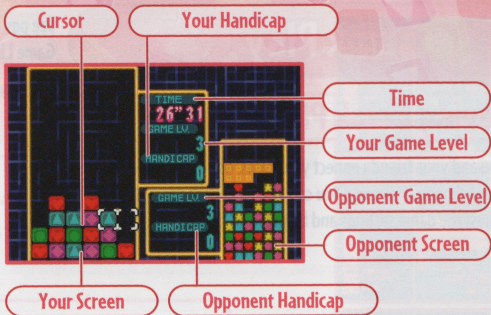 Cursor
Your Handicap
TIME
26"31
GAME LV.
3
HANDICAP
0
GAME LV.
3
HANDICAP
0
Time
Your Game Level
Opponent Game Level
Opponent Screen
Your Screen
Opponent Handicap